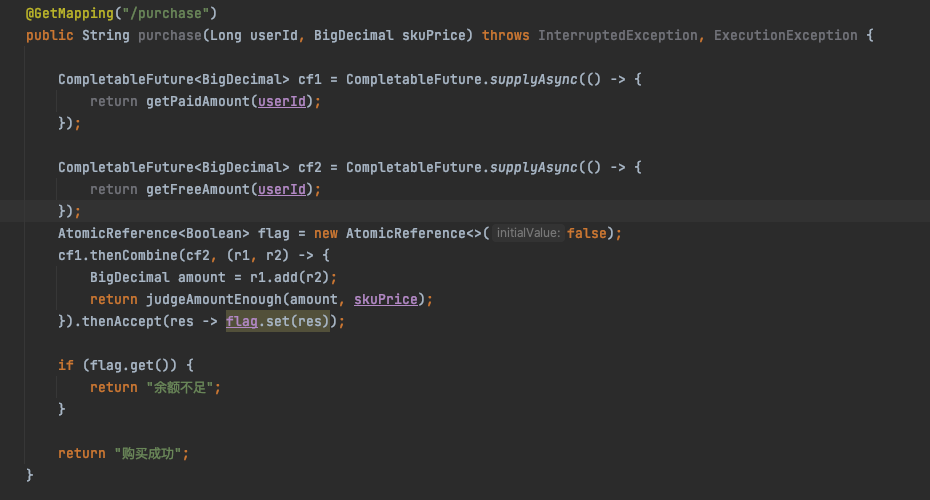 @GetMapping("/purchase")
public String purchase(Long userId, BigDecimal skuPrice) throws InterruptedException, ExecutionException {
CompletableFuture<BigDecimal> cf1 = CompletableFuture.supplyAsync(() -> {
return getPaidAmount(userId);
});
CompletableFuture<BigDecimal> cf2 = CompletableFuture.supplyAsync(() -> {
return getFreeAmount(userId);
});
AtomicReference<Boolean> flag = new AtomicReference<>( initialValue: false);
cf1.thenCombine(cf2, (r1, r2) -> {
BigDecimal amount = r1.add(r2);
return judgeAmountEnough(amount, skuPrice);
}).thenAccept(res -> flag.set(res));
if (flag.get()) {
return "余额不足";
}
return "购买成功";
}